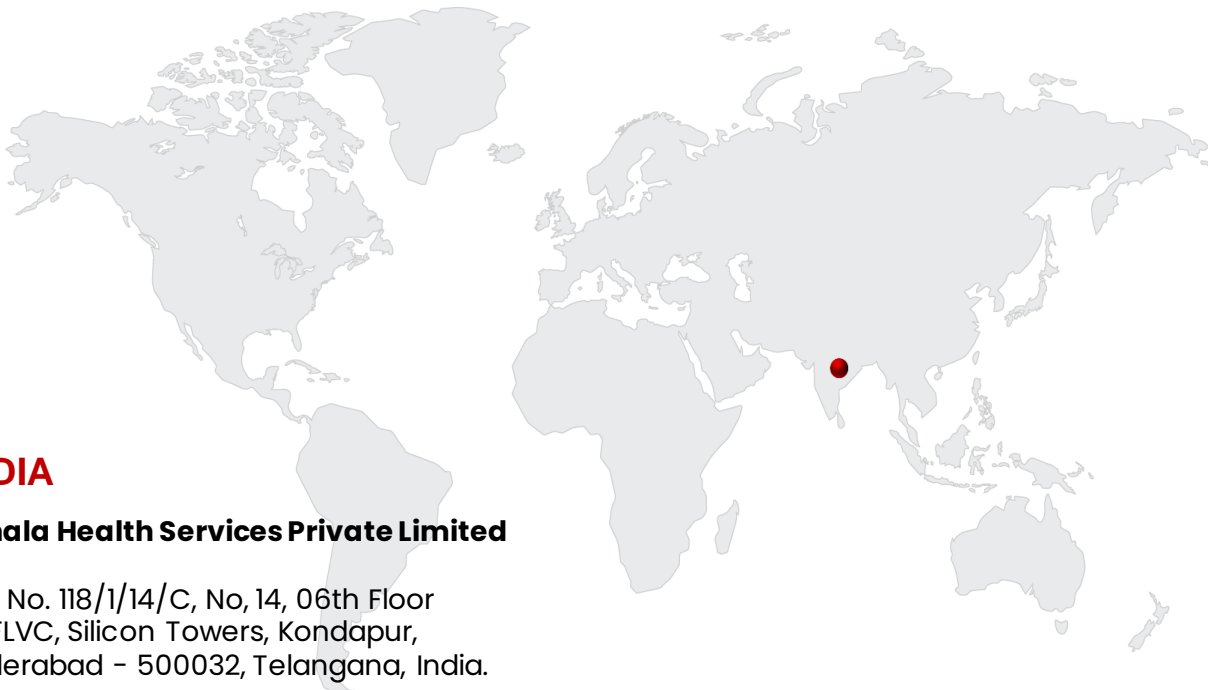 DIA
ala Health Services Private Limited
No. 118/1/14/C, No, 14, 06th Floor
LVC, Silicon Towers, Kondapur,
derabad - 500032, Telangana, India.